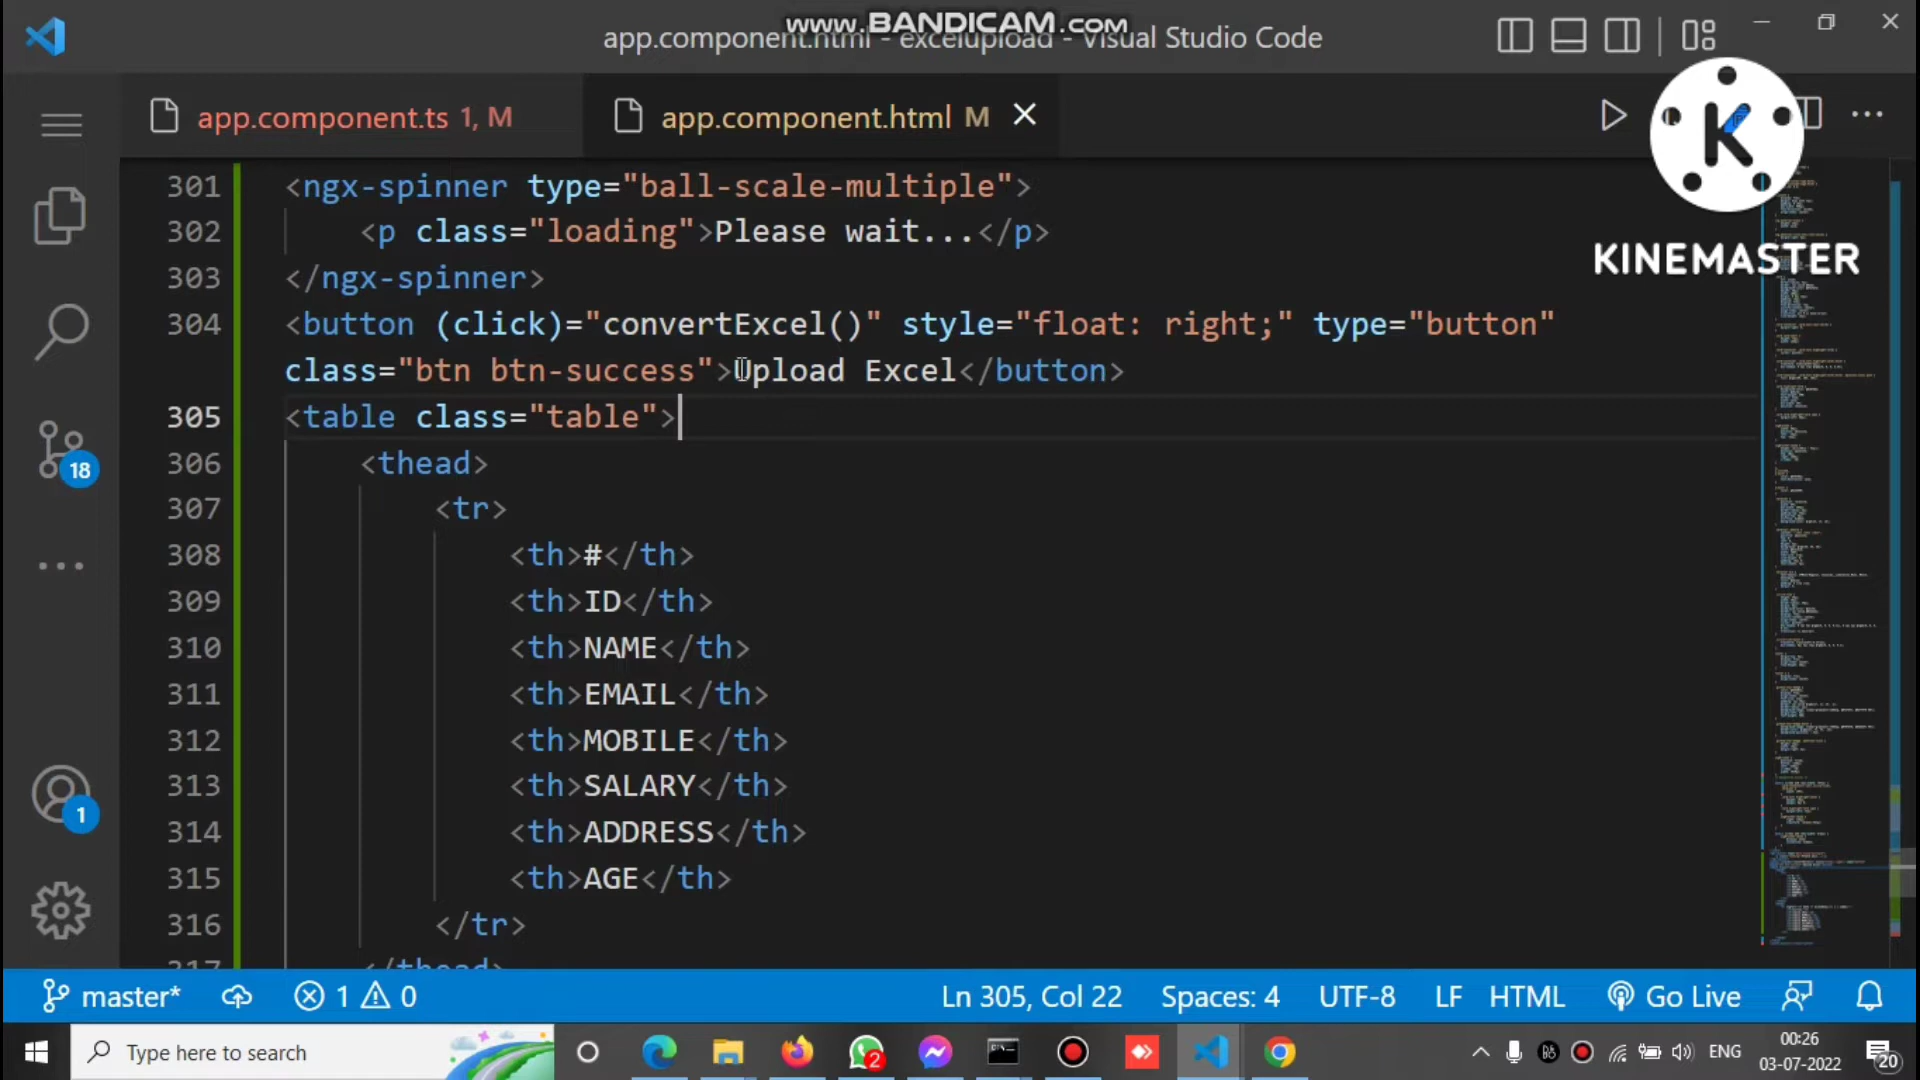 www.BANDICAM.com
app.component.html - excelupload - Visual Studio Code
app.component.ts 1, M
app.component.html M
KINEMASTER
301 <ngx-spinner type="ball-scale-multiple">
302 <p class="loading">Please wait...</p>
303 </ngx-spinner>
304 <button (click)="convertExcel()" style="float: right;" type="button"
class="btn btn-success">Upload Excel</button>
305 <table class="table">
306 <thead>
307 <tr>
308 <th>#</th>
309 <th>ID</th>
310 <th>NAME</th>
311 <th>EMAIL</th>
312 <th>MOBILE</th>
313 <th>SALARY</th>
314 <th>ADDRESS</th>
315 <th>AGE</th>
316 </tr>
317 </thead>
18
1
master* 1 0 Ln 305, Col 22 Spaces: 4 UTF-8 LF HTML Go Live
Type here to search
2
ENG
00:26
03-07-2022
20